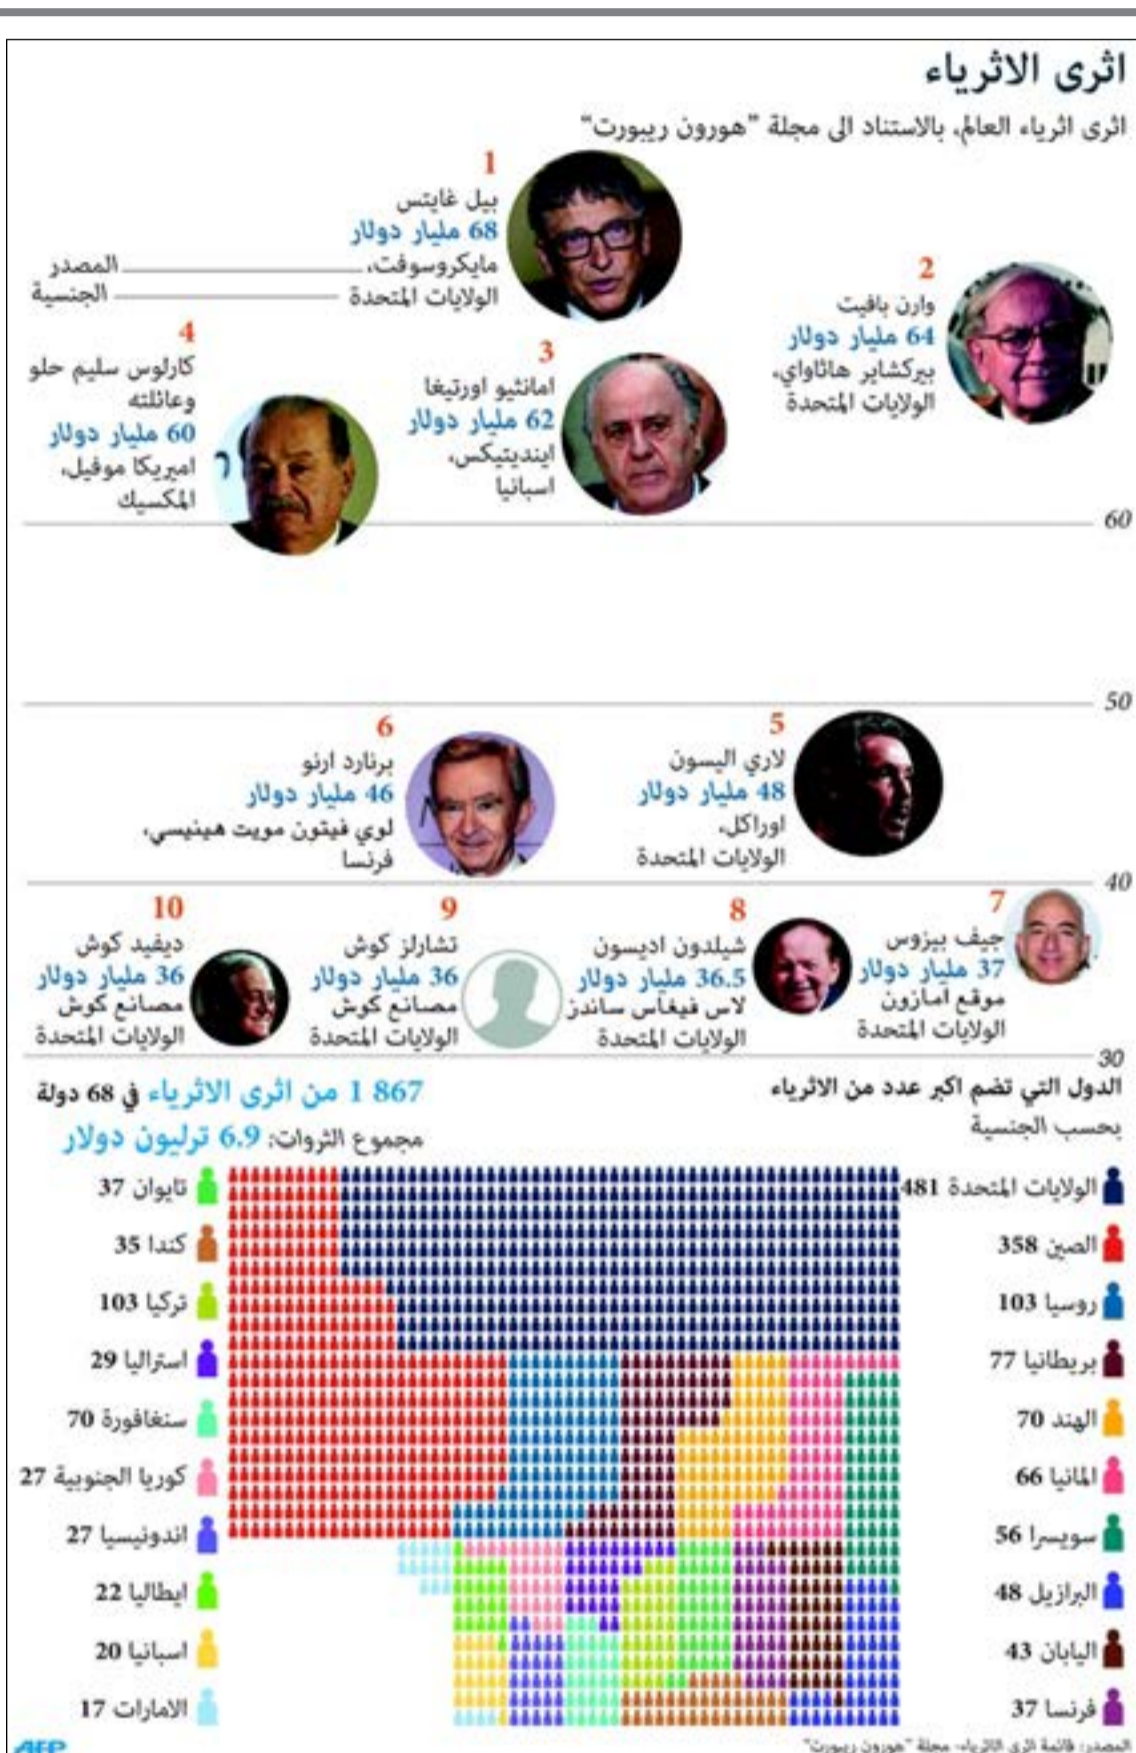 اثرى الاثرياء
اثرى اثرياء العالم، بالاستناد الى مجلة "هورون ريبورت"
1
بيل غايتس
68 مليار دولار
مايكروسوفت، المصدر
الولايات المتحدة الجنسية
2
وارن بافيت
64 مليار دولار
بيركشاير هاثاواي،
الولايات المتحدة
3
امانثيو اورتيغا
62 مليار دولار
اينديتيكس،
اسبانيا
4
كارلوس سليم حلو
وعائلته
60 مليار دولار
اميريكا موفيل،
المكسيك
60
50
5
لاري اليسون
48 مليار دولار
اوراكل،
الولايات المتحدة
6
برنارد ارنو
46 مليار دولار
لوي فيتون مويت هينيسي،
فرنسا
40
7
جيف بيزوس
37 مليار دولار
موقع امازون
الولايات المتحدة
8
شيلدون اديسون
36.5 مليار دولار
لاس فيغاس ساندز
الولايات المتحدة
9
تشارلز كوش
36 مليار دولار
مصانع كوش
الولايات المتحدة
10
ديفيد كوش
36 مليار دولار
مصانع كوش
الولايات المتحدة
30
الدول التي تضم اكبر عدد من الاثرياء
بحسب الجنسية
1 867 من اثرى الاثرياء في 68 دولة
مجموع الثروات: 6.9 ترليون دولار
الولايات المتحدة 481
الصين 358
روسيا 103
بريطانيا 77
الهند 70
المانيا 66
سويسرا 56
البرازيل 48
اليابان 43
فرنسا 37
تايوان 37
كندا 35
تركيا 103
استراليا 29
سنغافورة 70
كوريا الجنوبية 27
اندونيسيا 27
ايطاليا 22
اسبانيا 20
الامارات 17
المصدر: قائمة اثرى الاثرياء- مجلة "هورون ريبورت"
AFP